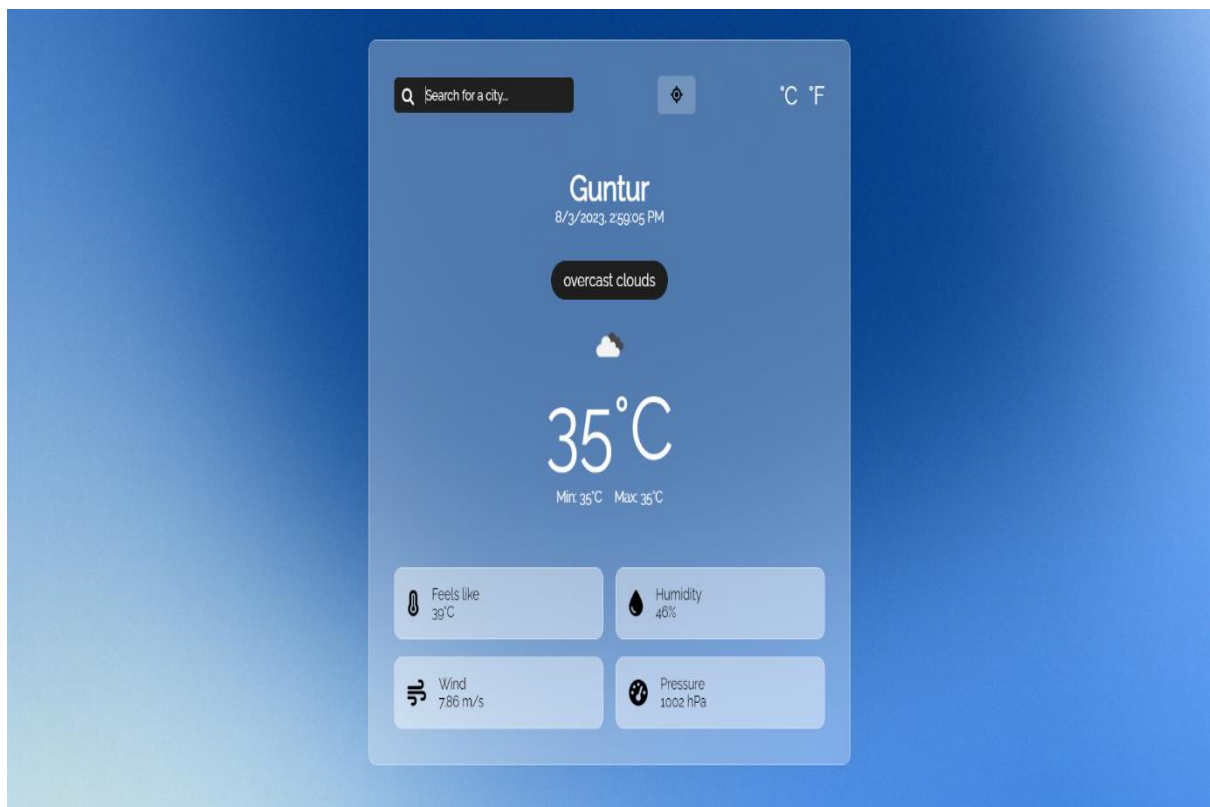 Search for a city...
°C °F
Guntur
8/3/2023, 2:59:05 PM
overcast clouds
35°C
Min: 35°C Max: 35°C
Feels like
39°C
Humidity
46%
Wind
7.86 m/s
Pressure
1002 hPa